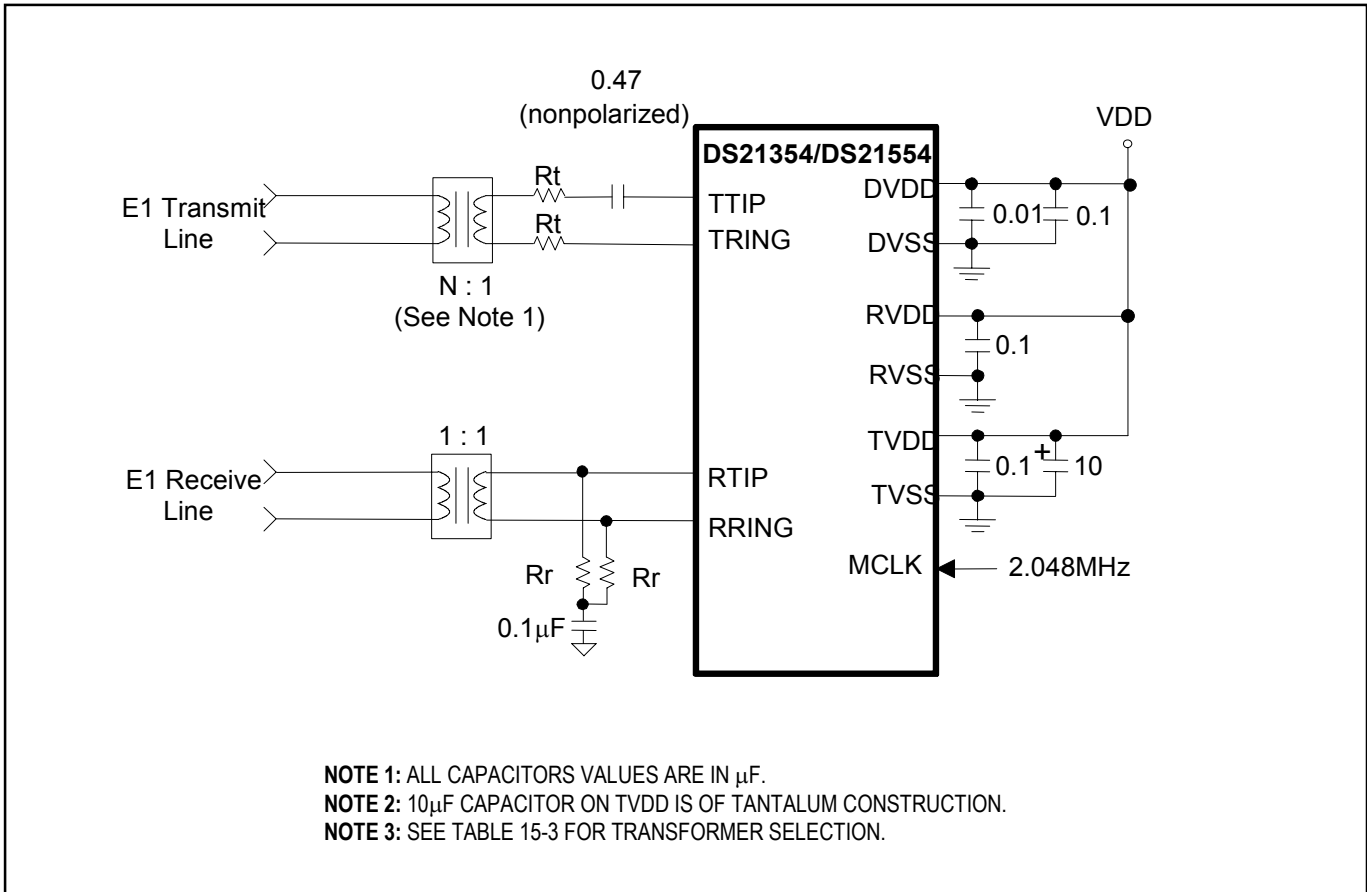 0.47
(nonpolarized)
VDD
DS21354/DS21554
E1 Transmit
Line
Rt
Rt
N : 1
(See Note 1)
TTIP
TRING
DVDD
0.01
0.1
DVSS
RVDD
0.1
RVSS
TVDD
0.1
+
10
TVSS
1 : 1
E1 Receive
Line
RTIP
RRING
Rr
Rr
0.1µF
MCLK
2.048MHz
NOTE 1: ALL CAPACITORS VALUES ARE IN µF.
NOTE 2: 10µF CAPACITOR ON TVDD IS OF TANTALUM CONSTRUCTION.
NOTE 3: SEE TABLE 15-3 FOR TRANSFORMER SELECTION.